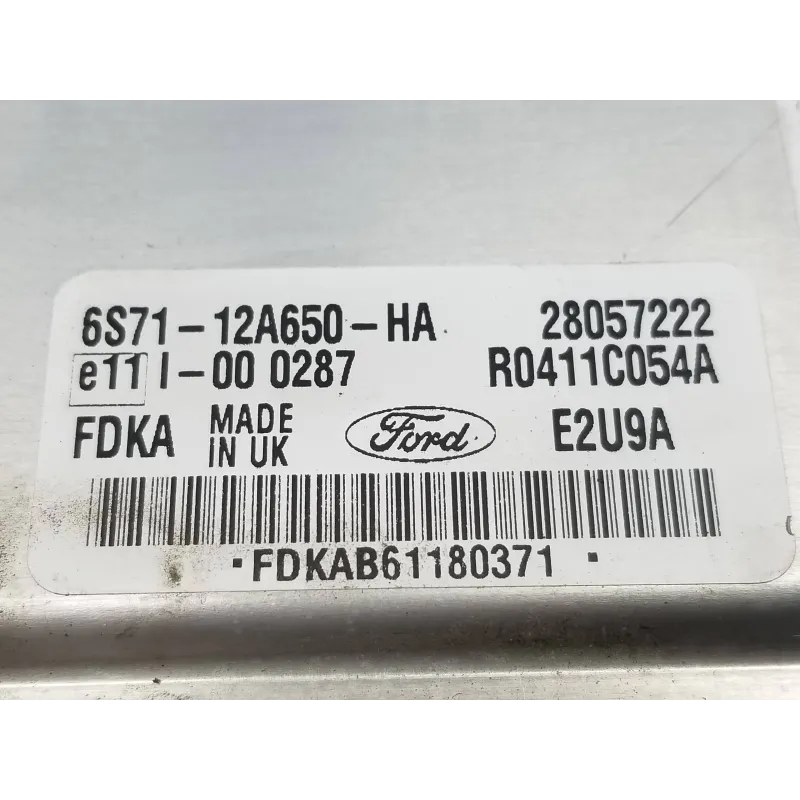 6S71-12A650-HA 28057222
e11 I-00 0287 R0411C054A
FDKA MADE IN UK Ford E2U9A
·FDKAB61180371 ·